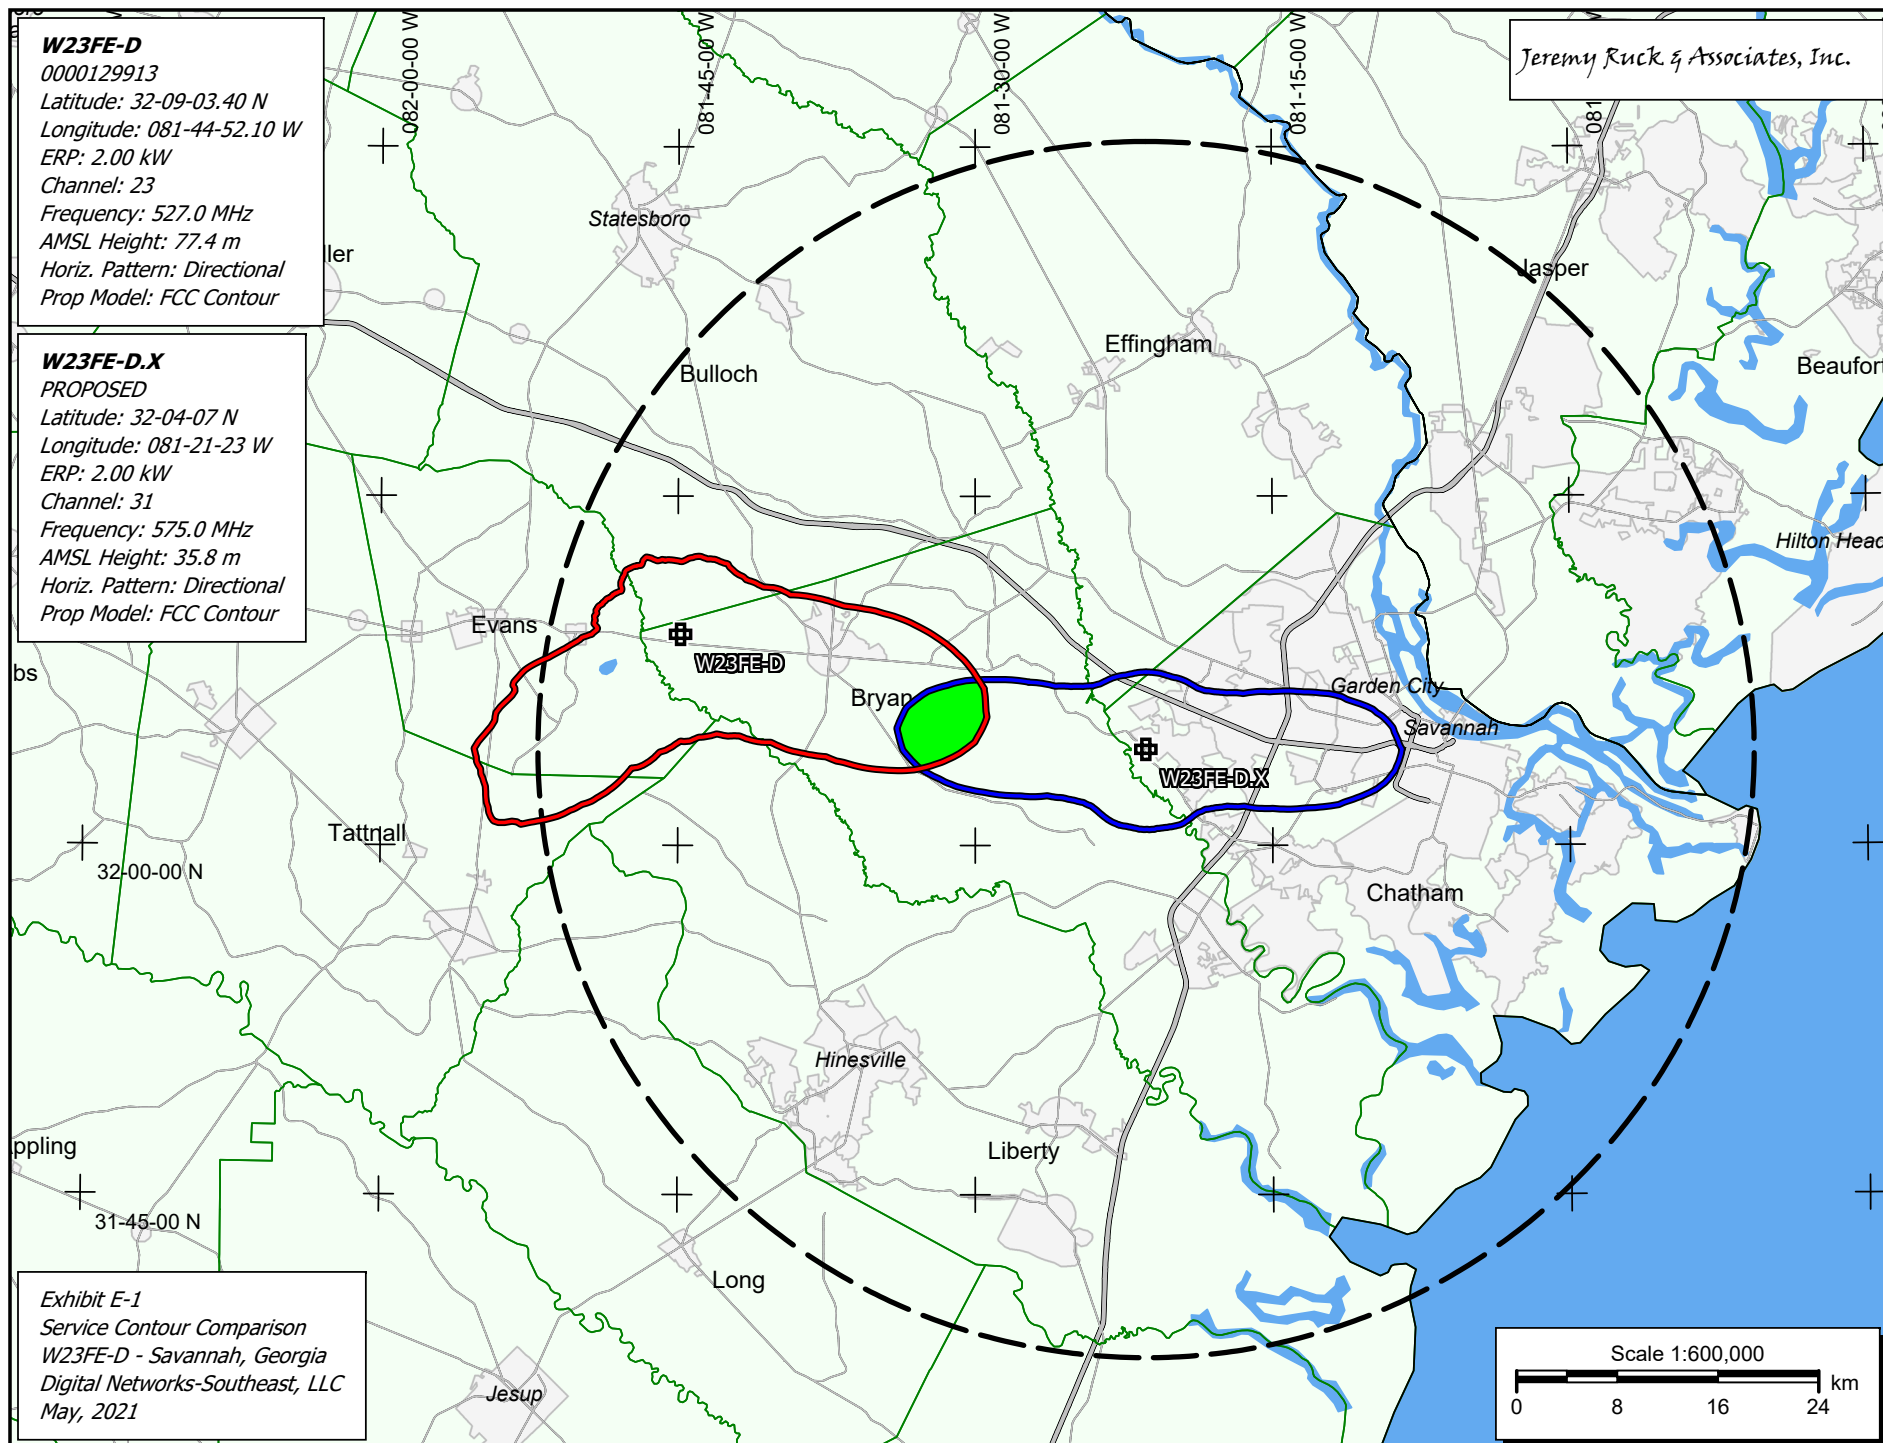 W23FE-D
0000129913
Latitude: 32-09-03.40 N
Longitude: 081-44-52.10 W
ERP: 2.00 kW
Channel: 23
Frequency: 527.0 MHz
AMSL Height: 77.4 m
Horiz. Pattern: Directional
Prop Model: FCC Contour
W23FE-D.X
PROPOSED
Latitude: 32-04-07 N
Longitude: 081-21-23 W
ERP: 2.00 kW
Channel: 31
Frequency: 575.0 MHz
AMSL Height: 35.8 m
Horiz. Pattern: Directional
Prop Model: FCC Contour
Jeremy Ruck & Associates, Inc.
082-00-00 W
081-45-00 W
081-30-00 W
081-15-00 W
081
Statesboro
ller
Jasper
Effingham
Beaufort
Bulloch
Hilton Head
Evans
W23FE-D
bs
Bryan
Garden City
Savannah
W23FE-D.X
Tattnall
32-00-00 N
Chatham
Hinesville
ppling
Liberty
31-45-00 N
Long
Jesup
Exhibit E-1
Service Contour Comparison
W23FE-D - Savannah, Georgia
Digital Networks-Southeast, LLC
May, 2021
Scale 1:600,000
km
0 8 16 24